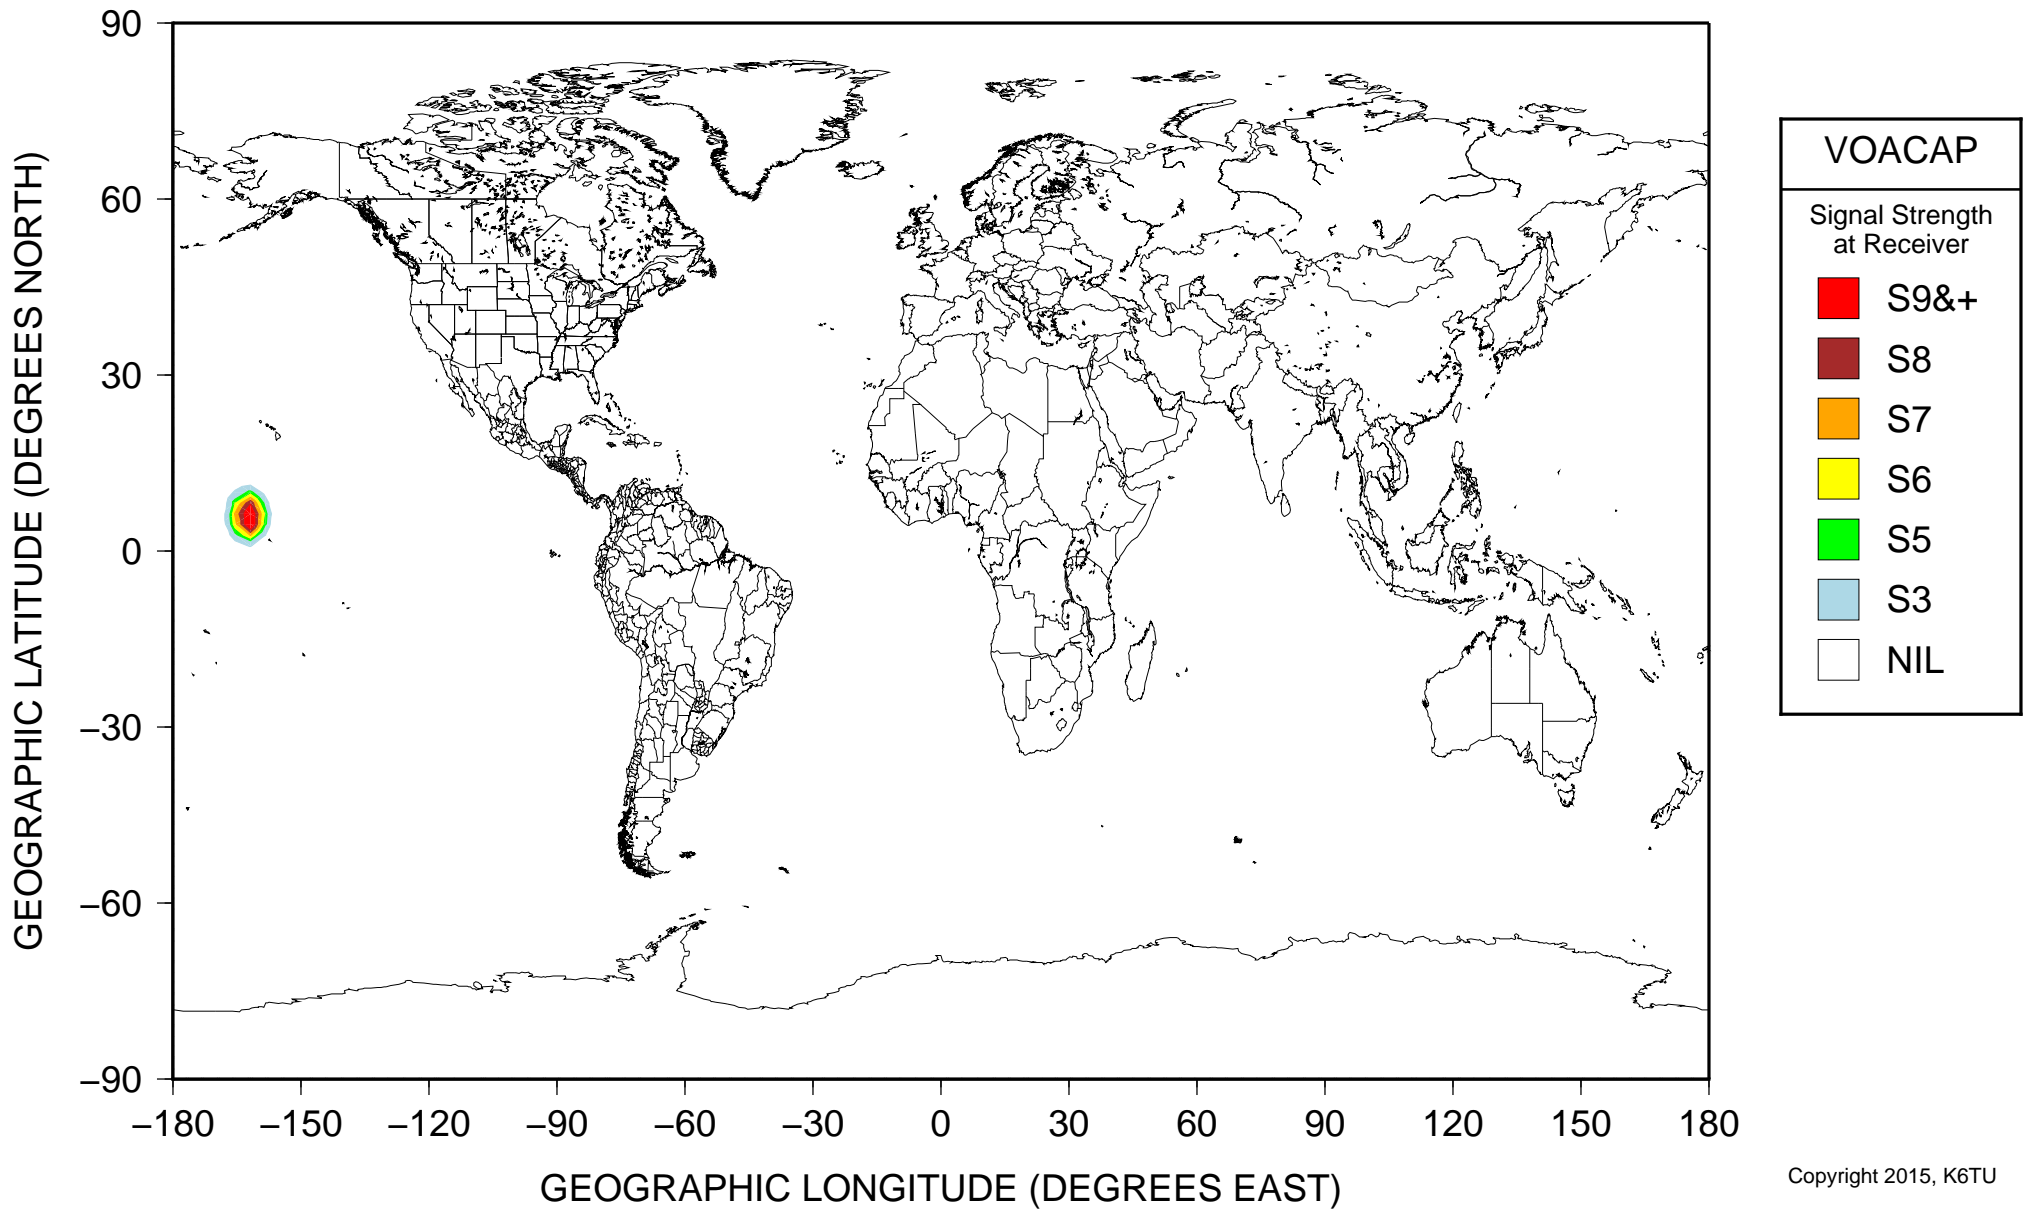 90
60
30
0
−30
−60
−90
GEOGRAPHIC LATITUDE (DEGREES NORTH)
−180 −150 −120 −90 −60 −30 0 30 60 90 120 150 180
GEOGRAPHIC LONGITUDE (DEGREES EAST)
VOACAP
Signal Strength
at Receiver
S9&+
S8
S7
S6
S5
S3
NIL
Copyright 2015, K6TU